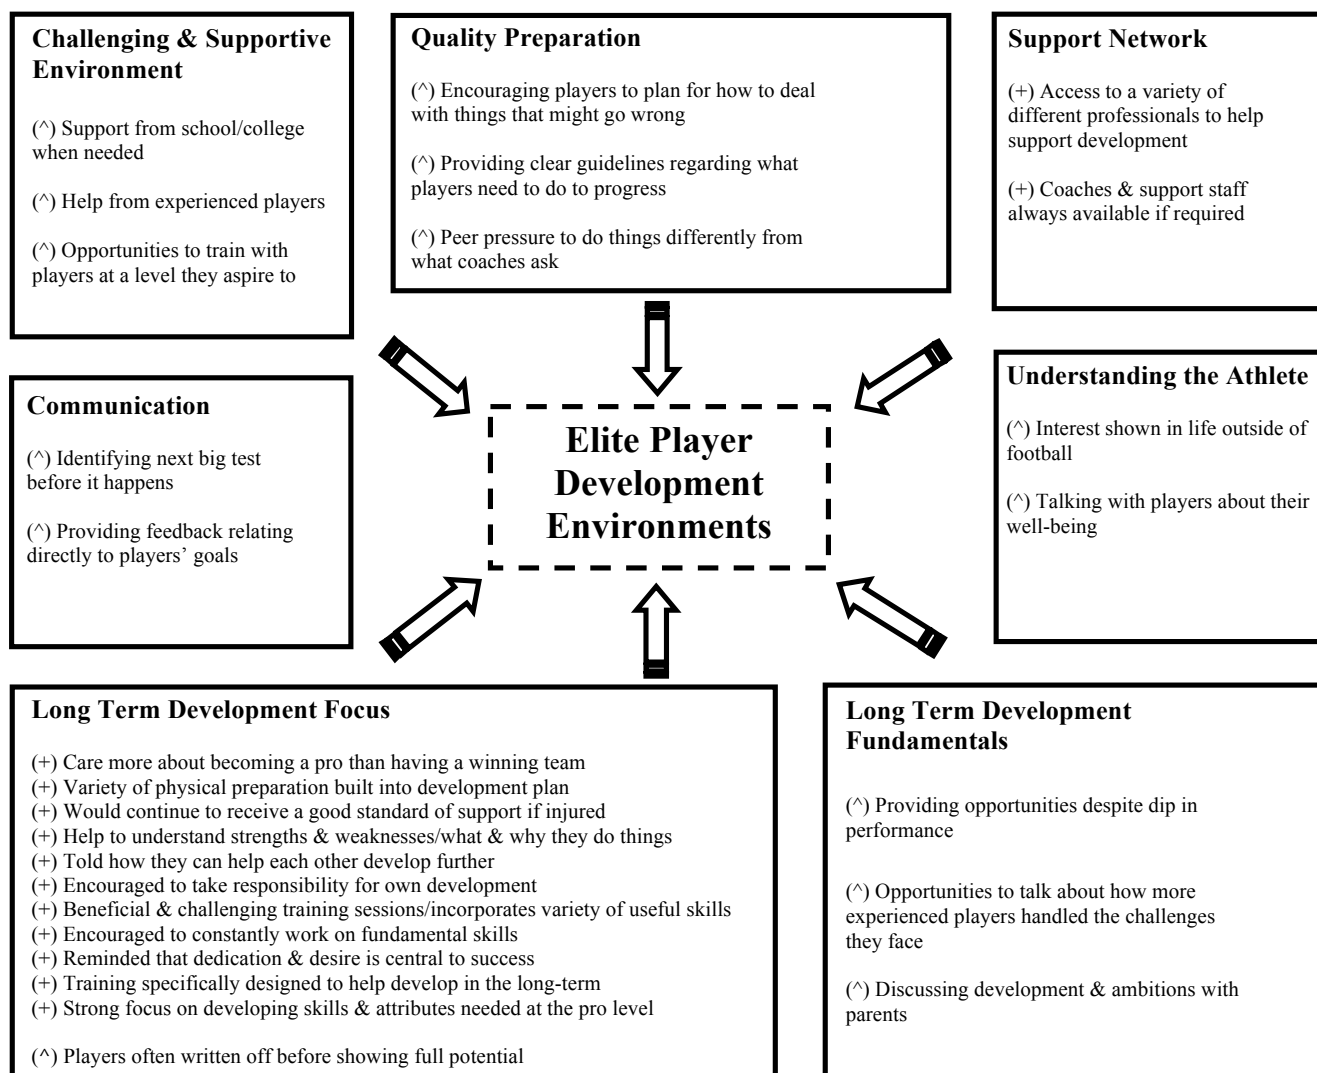 Challenging & Supportive
Environment
(^) Support from school/college
when needed
(^) Help from experienced players
(^) Opportunities to train with
players at a level they aspire to
Quality Preparation
(^) Encouraging players to plan for how to deal
with things that might go wrong
(^) Providing clear guidelines regarding what
players need to do to progress
(^) Peer pressure to do things differently from
what coaches ask
Support Network
(+) Access to a variety of
different professionals to help
support development
(+) Coaches & support staff
always available if required
Communication
(^) Identifying next big test
before it happens
(^) Providing feedback relating
directly to players’ goals
Elite Player
Development
Environments
Understanding the Athlete
(^) Interest shown in life outside of
football
(^) Talking with players about their
well-being
Long Term Development Focus
(+) Care more about becoming a pro than having a winning team
(+) Variety of physical preparation built into development plan
(+) Would continue to receive a good standard of support if injured
(+) Help to understand strengths & weaknesses/what & why they do things
(+) Told how they can help each other develop further
(+) Encouraged to take responsibility for own development
(+) Beneficial & challenging training sessions/incorporates variety of useful skills
(+) Encouraged to constantly work on fundamental skills
(+) Reminded that dedication & desire is central to success
(+) Training specifically designed to help develop in the long-term
(+) Strong focus on developing skills & attributes needed at the pro level
(^) Players often written off before showing full potential
Long Term Development
Fundamentals
(^) Providing opportunities despite dip in
performance
(^) Opportunities to talk about how more
experienced players handled the challenges
they face
(^) Discussing development & ambitions with
parents